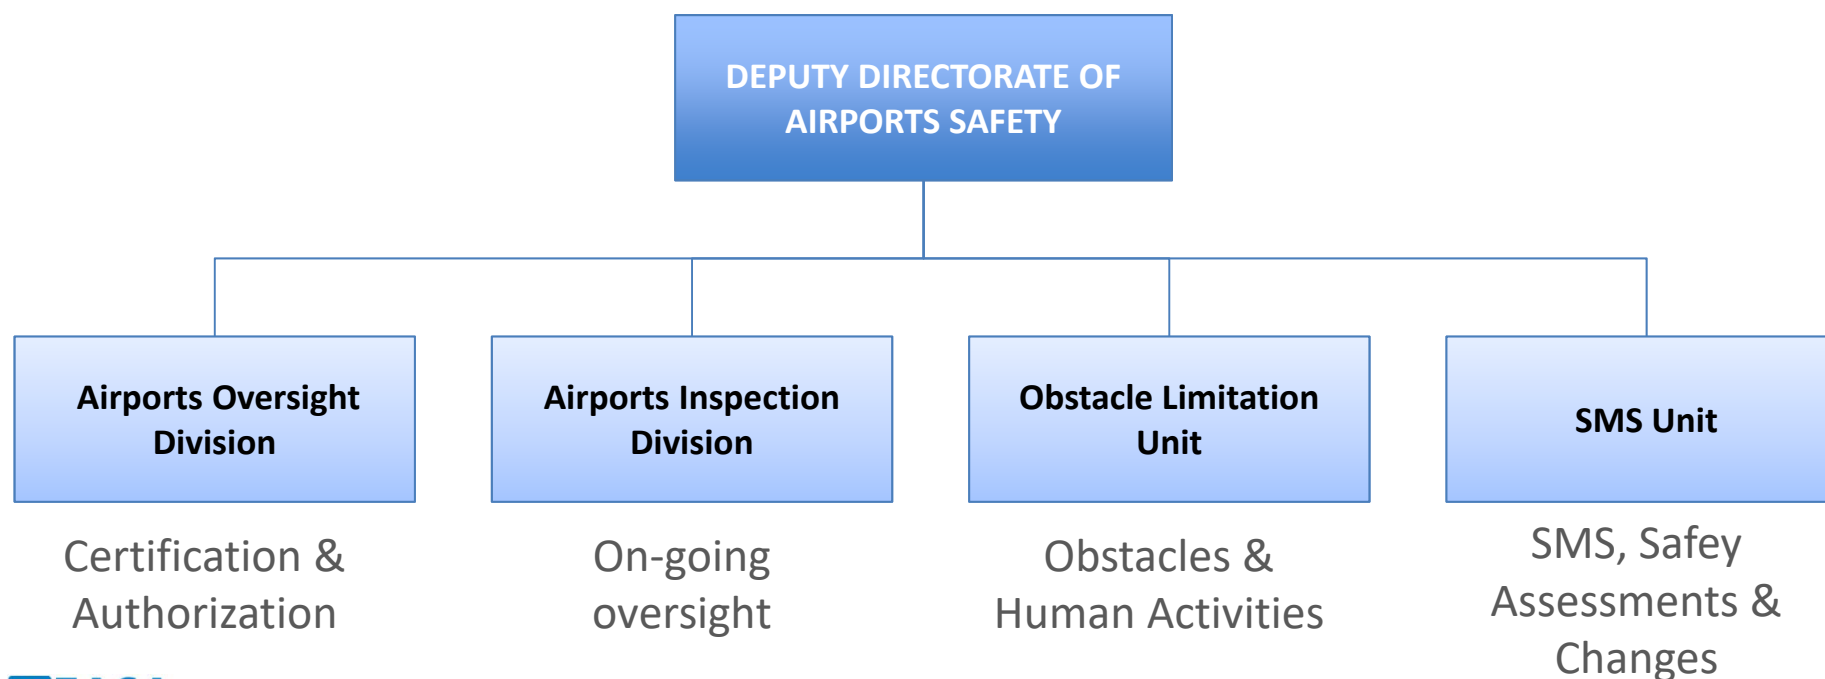 DEPUTY DIRECTORATE OF
AIRPORTS SAFETY
Airports Oversight
Division
Airports Inspection
Division
Obstacle Limitation
Unit
SMS Unit
Certification &
Authorization
On-going
oversight
Obstacles &
Human Activities
SMS, Safey
Assessments &
Changes